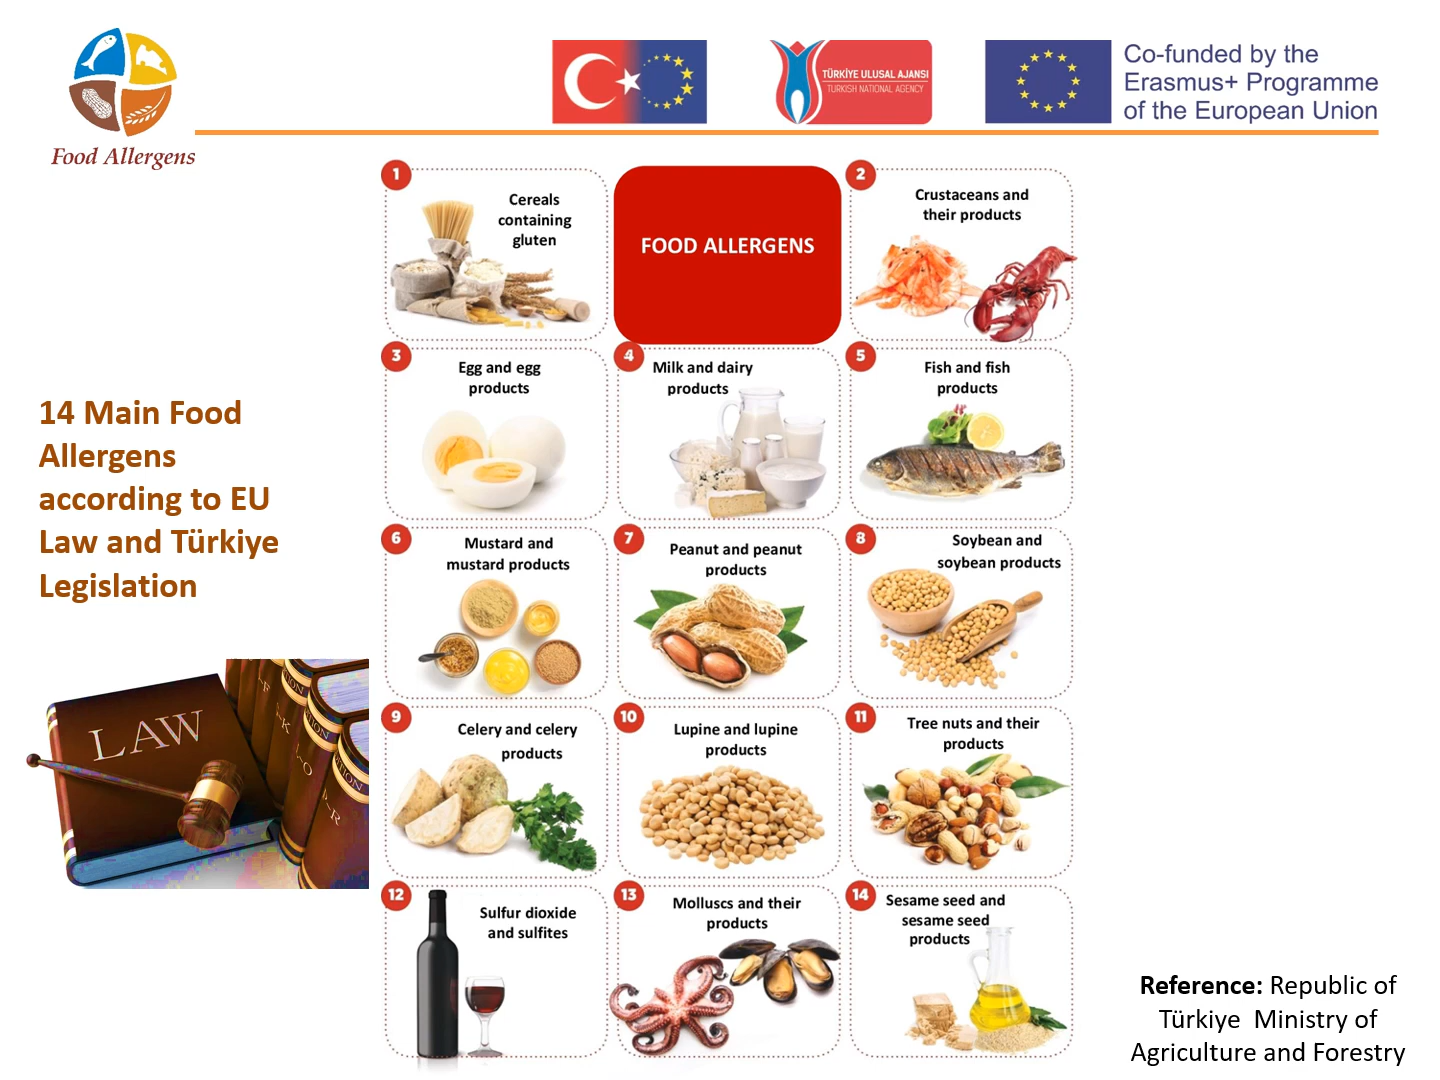 Food Allergens
TÜRKİYE ULUSAL AJANSI
TURKISH NATIONAL AGENCY
Co-funded by the
Erasmus+ Programme
of the European Union
14 Main Food
Allergens
according to EU
Law and Türkiye
Legislation
LAW
1
Cereals
containing
gluten
FOOD ALLERGENS
2
Crustaceans and
their products
3
Egg and egg
products
4
Milk and dairy
products
5
Fish and fish
products
6
Mustard and
mustard products
7
Peanut and peanut
products
8
Soybean and
soybean products
9
Celery and celery
products
10
Lupine and lupine
products
11
Tree nuts and their
products
12
Sulfur dioxide
and sulfites
13
Molluscs and their
products
14
Sesame seed and
sesame seed
products
Reference: Republic of
Türkiye Ministry of
Agriculture and Forestry